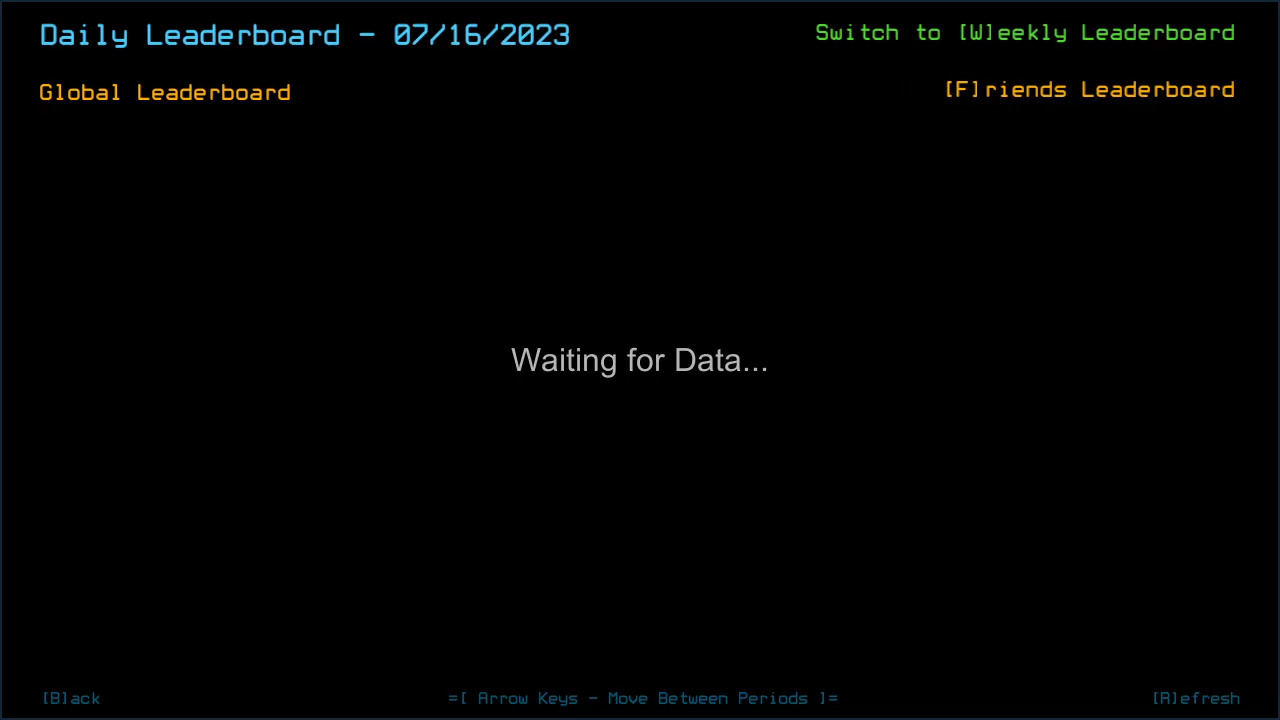 Daily Leaderboard - 07/16/2023
Switch to [W]eekly Leaderboard
Global Leaderboard
[F]riends Leaderboard
Waiting for Data...
[B]ack
=[ Arrow Keys - Move Between Periods ]=
[R]efresh